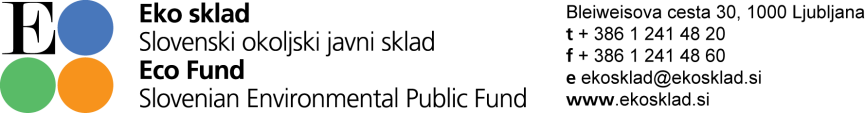 E
Eko sklad
Slovenski okoljski javni sklad
Eco Fund
Slovenian Environmental Public Fund
Bleiweisova cesta 30, 1000 Ljubljana
t + 386 1 241 48 20
f + 386 1 241 48 60
e ekosklad@ekosklad.si
www.ekosklad.si